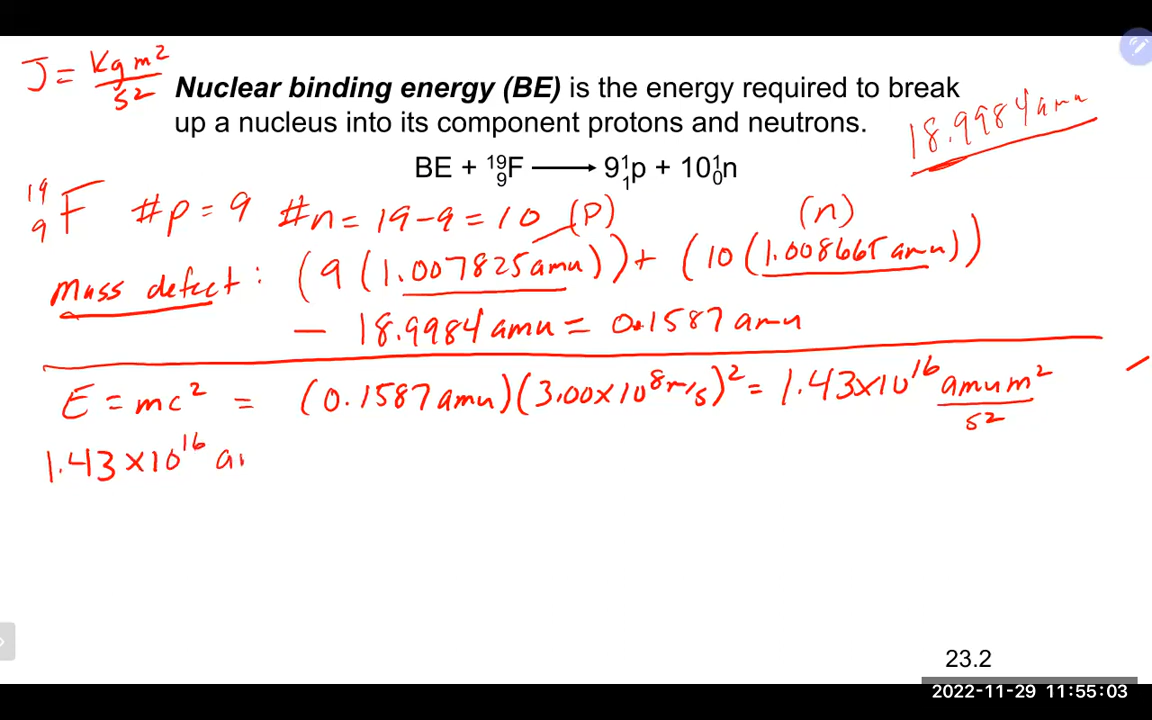 J = kg m²/s²
Nuclear binding energy (BE) is the energy required to break
up a nucleus into its component protons and neutrons.
18.9984 amu
BE + ¹⁹₉F ⟶ 9¹₁p + 10¹₀n
¹⁹₉F #p = 9 #n = 19-9 = 10 (P) (n)
Mass defect : (9 (1.007825 amu)) + (10 (1.008665 amu))
- 18.9984 amu = 0.1587 amu
E = mc² = (0.1587 amu)(3.00×10⁸ m/s)² = 1.43×10¹⁶ amu m²/s²
1.43×10¹⁶ a
23.2
2022-11-29 11:55:03